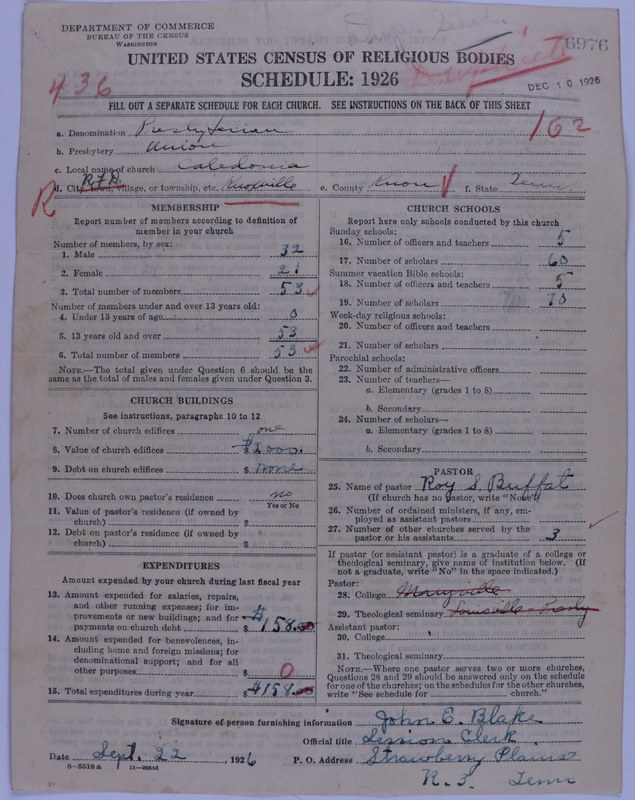 DEPARTMENT OF COMMERCE
BUREAU OF THE CENSUS
WASHINGTON
6976
UNITED STATES CENSUS OF RELIGIOUS BODIES
SCHEDULE: 1926
DEC 10 1926
436
FILL OUT A SEPARATE SCHEDULE FOR EACH CHURCH. SEE INSTRUCTIONS ON THE BACK OF THIS SHEET
162
a. Denomination Presbyterian
b. Presbytery Union
c. Local name of church Caledonia
R.F.D.
d. City, town, village, or township, etc. Knoxville e. County Knox f. State Tenn
R
MEMBERSHIP
Report number of members according to definition of member in your church
Number of members, by sex:
1. Male 32
2. Female 21
3. Total number of members 53
Number of members under and over 13 years old:
4. Under 13 years of age 0
5. 13 years old and over 53
6. Total number of members 53
NOTE.—The total given under Question 6 should be the
same as the total of males and females given under Question 3.
CHURCH BUILDINGS
See instructions, paragraphs 10 to 12
7. Number of church edifices one
8. Value of church edifices $2000.
9. Debt on church edifices $ none
10. Does church own pastor's residence no
Yes or No
11. Value of pastor's residence (if owned by
church) $
12. Debt on pastor's residence (if owned by
church) $
EXPENDITURES
Amount expended by your church during last fiscal year
13. Amount expended for salaries, repairs,
and other running expenses; for im-
provements or new buildings; and for
payments on church debt $158.00
14. Amount expended for benevolences, in-
cluding home and foreign missions; for
denominational support; and for all
other purposes $ 0
15. Total expenditures during year $158.00
CHURCH SCHOOLS
Report here only schools conducted by this church
Sunday schools:
16. Number of officers and teachers 5
17. Number of scholars 60
Summer vacation Bible schools:
18. Number of officers and teachers 5
19. Number of scholars 70
Week-day religious schools:
20. Number of officers and teachers
21. Number of scholars
Parochial schools:
22. Number of administrative officers
23. Number of teachers—
a. Elementary (grades 1 to 8)
b. Secondary
24. Number of scholars—
a. Elementary (grades 1 to 8)
b. Secondary
PASTOR
25. Name of pastor Roy S. Buffat
(If church has no pastor, write "None")
26. Number of ordained ministers, if any, em-
ployed as assistant pastors
27. Number of other churches served by the
pastor or his assistants 3
If pastor (or assistant pastor) is a graduate of a college or
theological seminary, give name of institution below. (If
not a graduate, write "No" in the space indicated.)
Pastor:
28. College Maryville
29. Theological seminary Louisville
Assistant pastor:
30. College
31. Theological seminary
NOTE.—Where one pastor serves two or more churches,
Questions 28 and 29 should be answered only on the schedule
for one of the churches; on the schedules for the other churches,
write "See schedule for church."
Signature of person furnishing information John E. Blake
Official title Session Clerk
Date Sept. 22, 1926 P. O. Address Strawberry Plains
8—5518 a
R. 3. Tenn